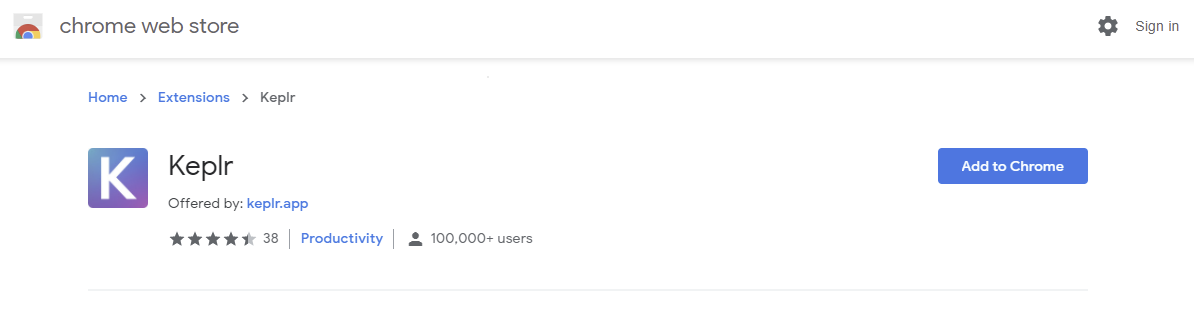 chrome web store
Sign in
Home > Extensions > Keplr
K
Keplr
Add to Chrome
Offered by: keplr.app
38 | Productivity | 100,000+ users